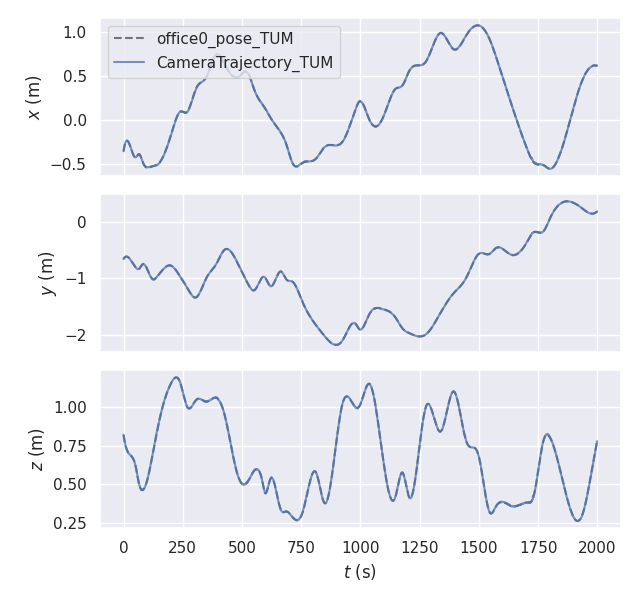 office0_pose_TUM
CameraTrajectory_TUM
1.0
0.5
0.0
−0.5
x (m)
0
−1
−2
y (m)
1.00
0.75
0.50
0.25
z (m)
0 250 500 750 1000 1250 1500 1750 2000
t (s)